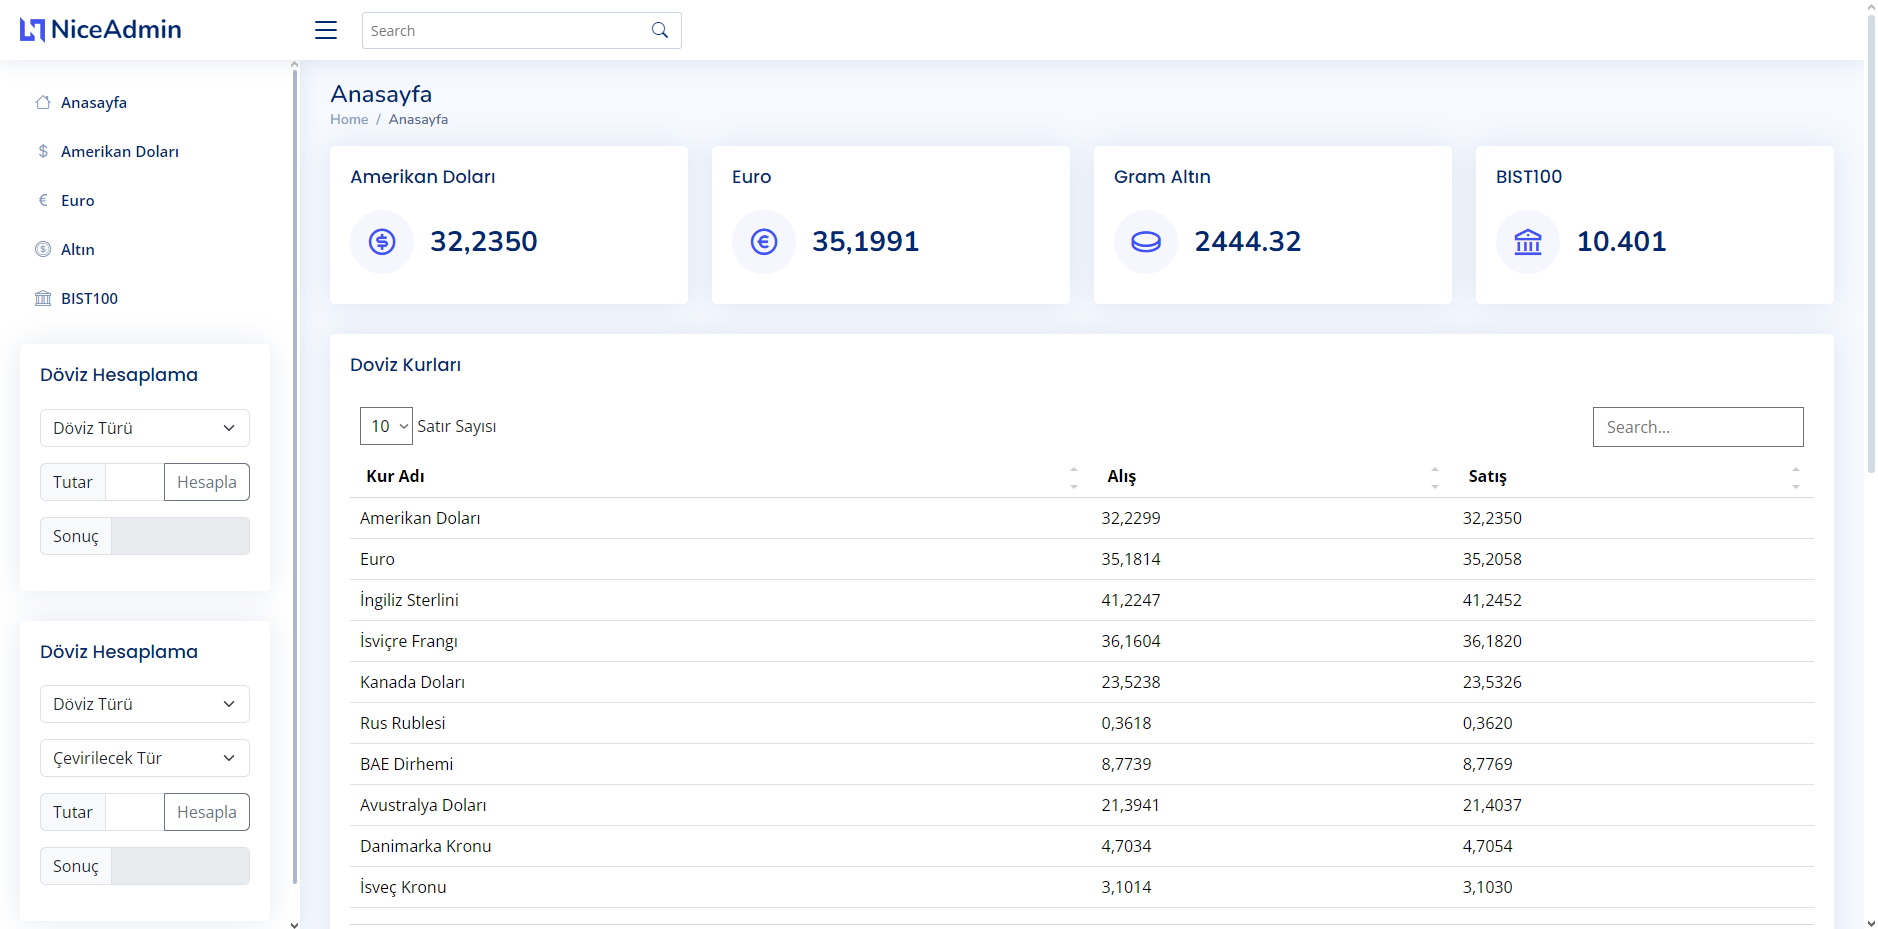 NiceAdmin
Search
Anasayfa
Amerikan Doları
Euro
Altın
BIST100
Döviz Hesaplama
Döviz Türü
Tutar Hesapla
Sonuç
Döviz Hesaplama
Döviz Türü
Çevirilecek Tür
Tutar Hesapla
Sonuç
Anasayfa
Home / Anasayfa
Amerikan Doları
32,2350
Euro
35,1991
Gram Altın
2444.32
BIST100
10.401
Doviz Kurları
10 Satır Sayısı
Search...
Kur Adı Alış Satış
Amerikan Doları 32,2299 32,2350
Euro 35,1814 35,2058
İngiliz Sterlini 41,2247 41,2452
İsviçre Frangı 36,1604 36,1820
Kanada Doları 23,5238 23,5326
Rus Rublesi 0,3618 0,3620
BAE Dirhemi 8,7739 8,7769
Avustralya Doları 21,3941 21,4037
Danimarka Kronu 4,7034 4,7054
İsveç Kronu 3,1014 3,1030